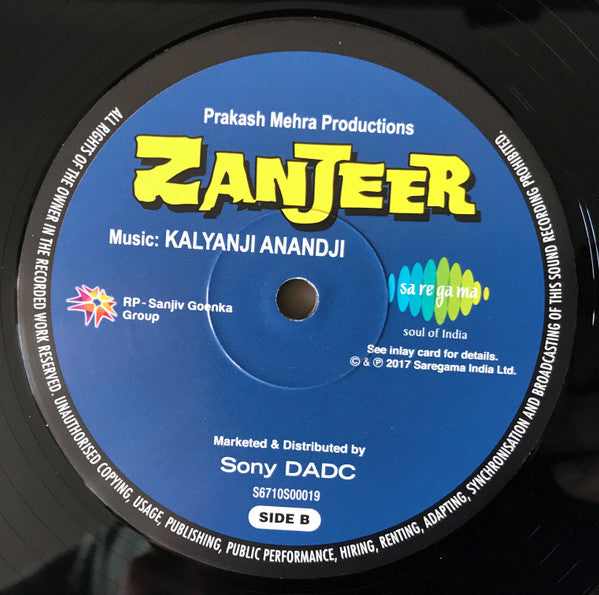 Prakash Mehra Productions
ZANJEER
Music: KALYANJI ANANDJI
RP - Sanjiv Goenka
Group
sa re ga ma
soul of India
See inlay card for details.
© & ℗ 2017 Saregama India Ltd.
Marketed & Distributed by
Sony DADC
S6710S00019
SIDE B
ALL RIGHTS OF THE OWNER IN THE RECORDED WORK RESERVED. UNAUTHORISED COPYING, USAGE, PUBLISHING, PUBLIC PERFORMANCE, HIRING, RENTING, ADAPTING, SYNCHRONISATION AND BROADCASTING OF THIS SOUND RECORDING PROHIBITED.